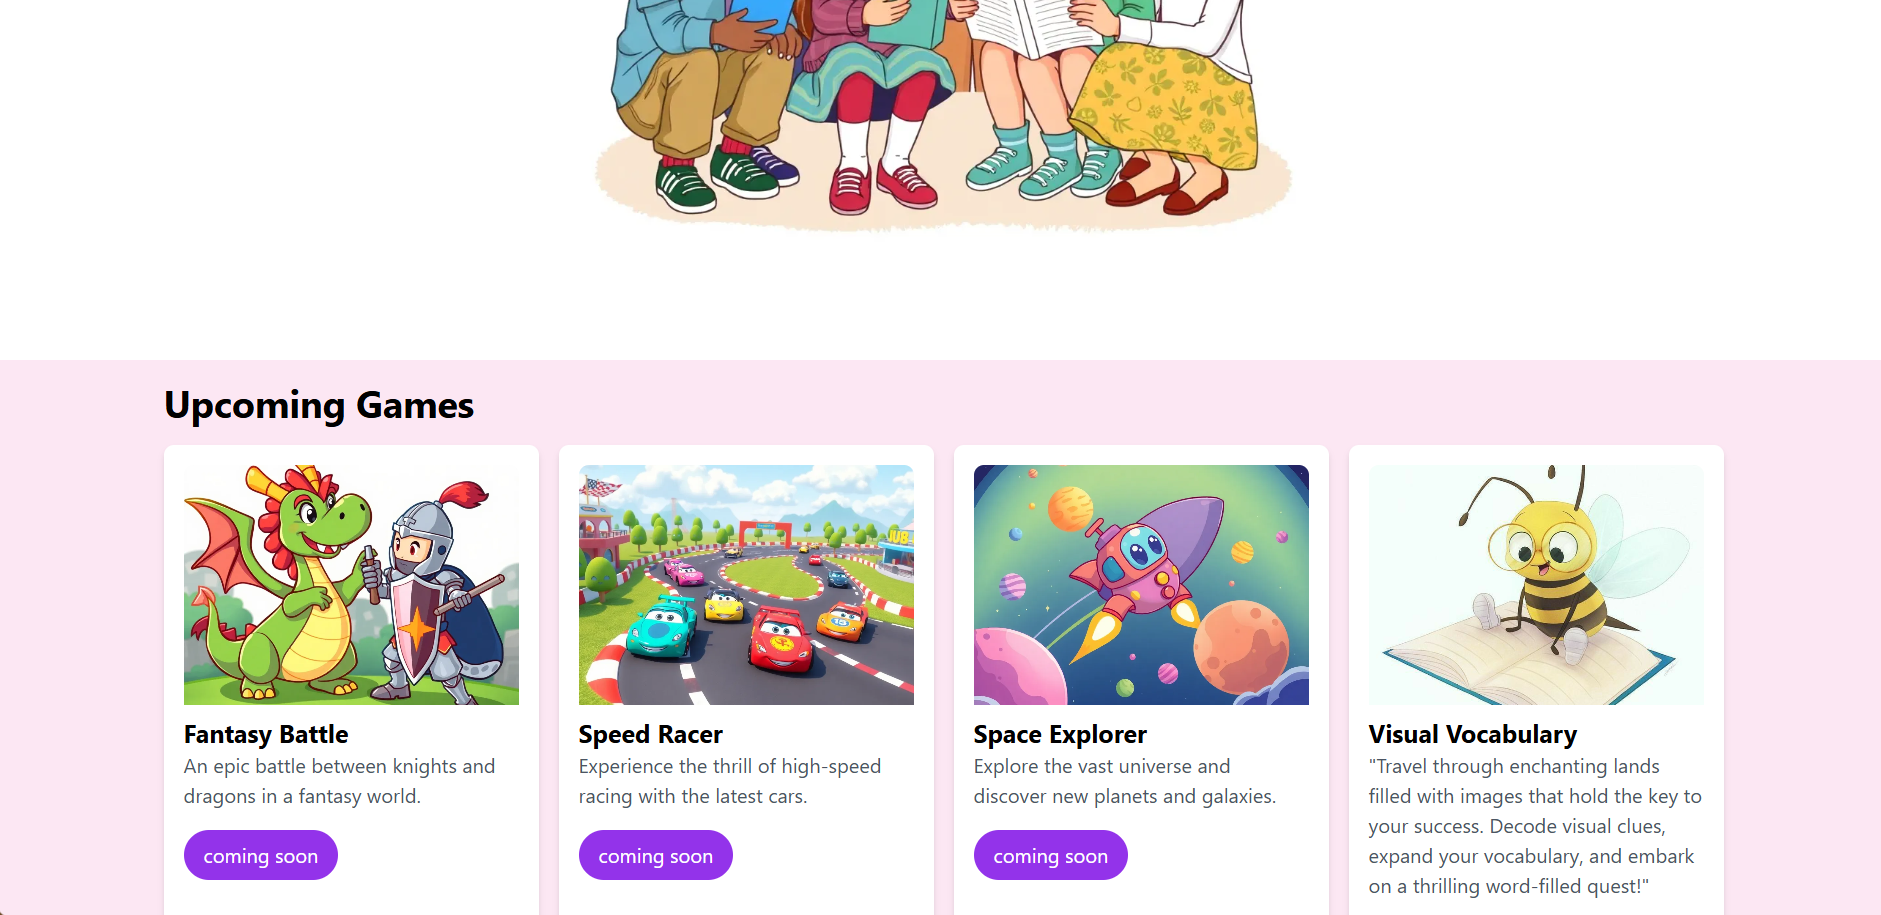 Upcoming Games
Fantasy Battle
An epic battle between knights and
dragons in a fantasy world.
coming soon
Speed Racer
Experience the thrill of high-speed
racing with the latest cars.
coming soon
Space Explorer
Explore the vast universe and
discover new planets and galaxies.
coming soon
Visual Vocabulary
"Travel through enchanting lands
filled with images that hold the key to
your success. Decode visual clues,
expand your vocabulary, and embark
on a thrilling word-filled quest!"